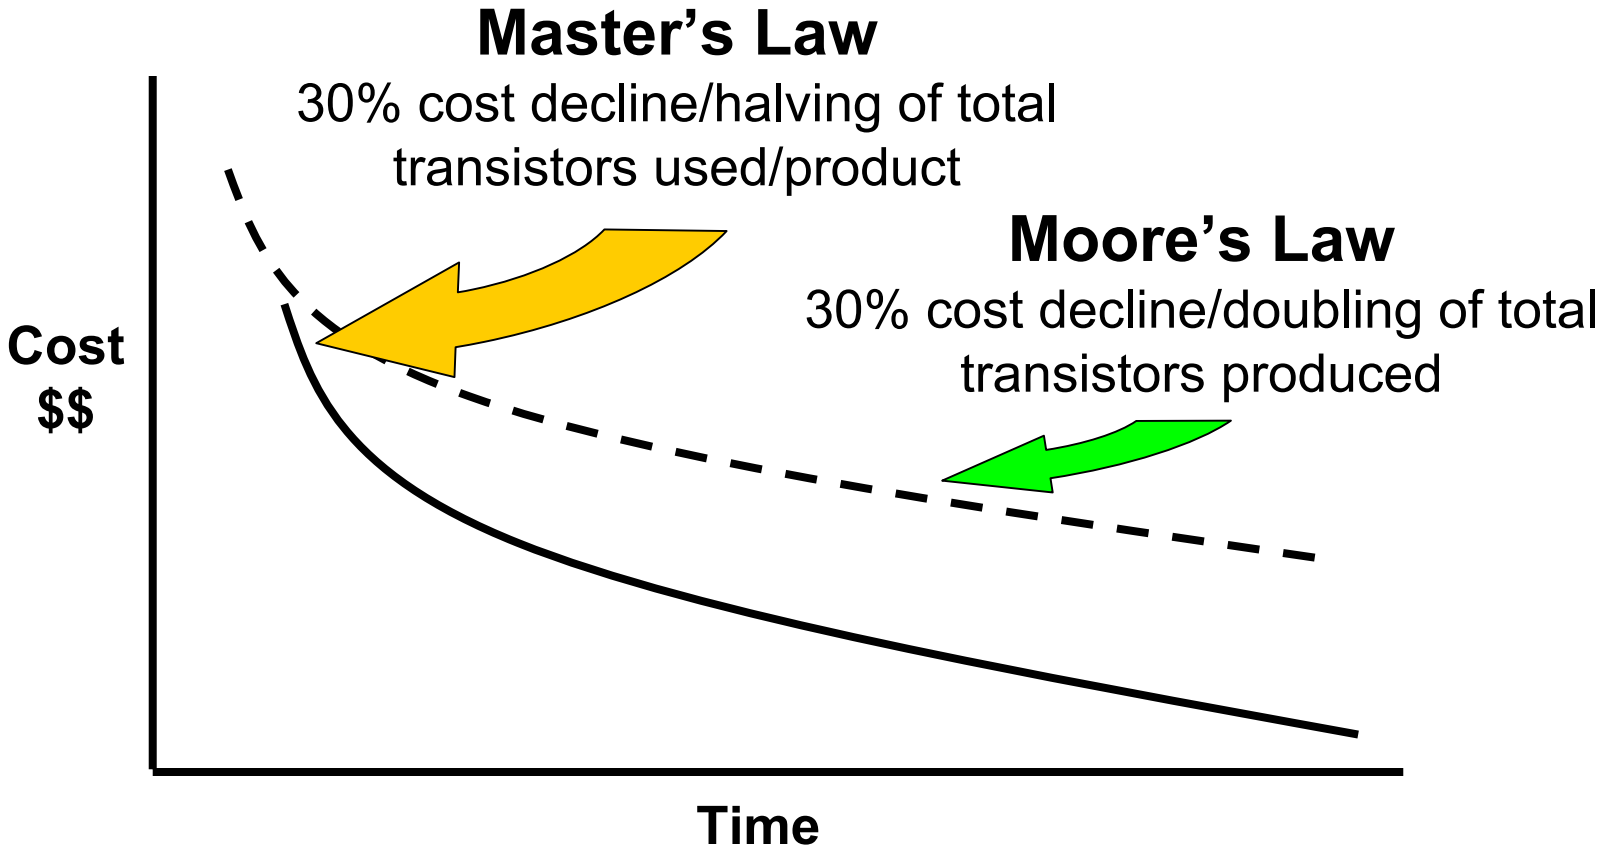 Master’s Law
30% cost decline/halving of total
transistors used/product
Moore’s Law
30% cost decline/doubling of total
transistors produced
Cost
$$
Time